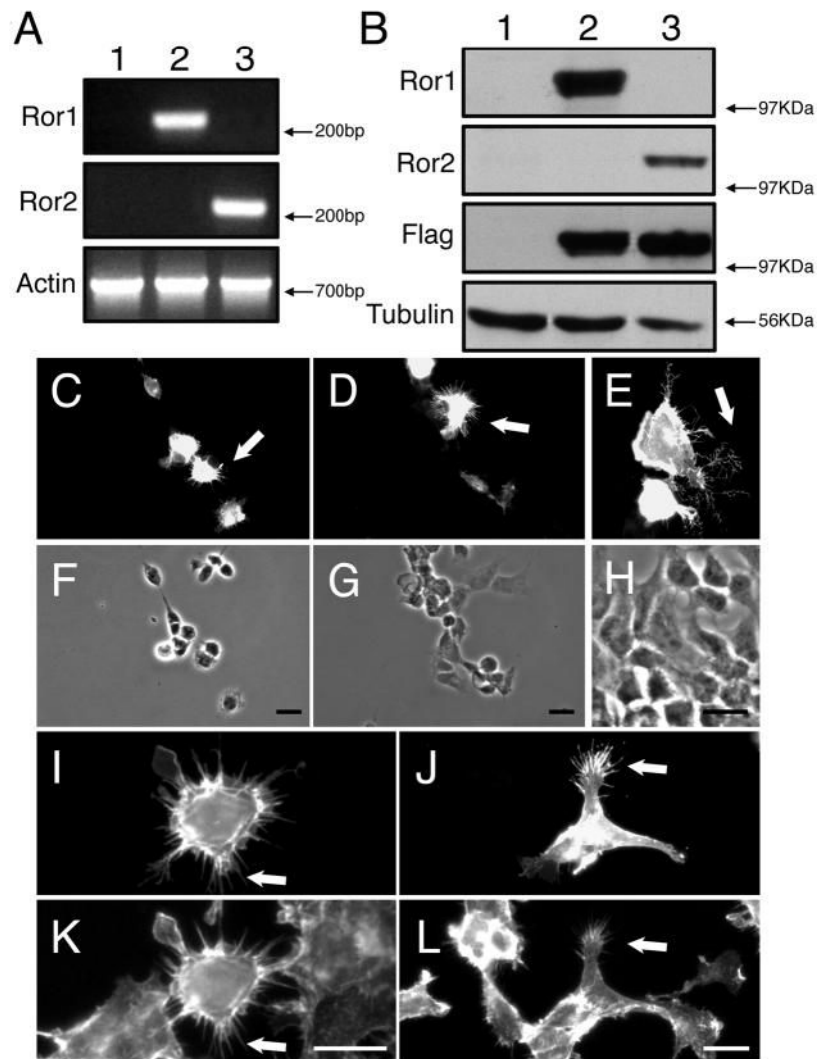 A
1 2 3
Ror1
200bp
Ror2
200bp
Actin
700bp
B
1 2 3
Ror1
97KDa
Ror2
97KDa
Flag
97KDa
Tubulin
56KDa
C
D
E
F
G
H
I
J
K
L